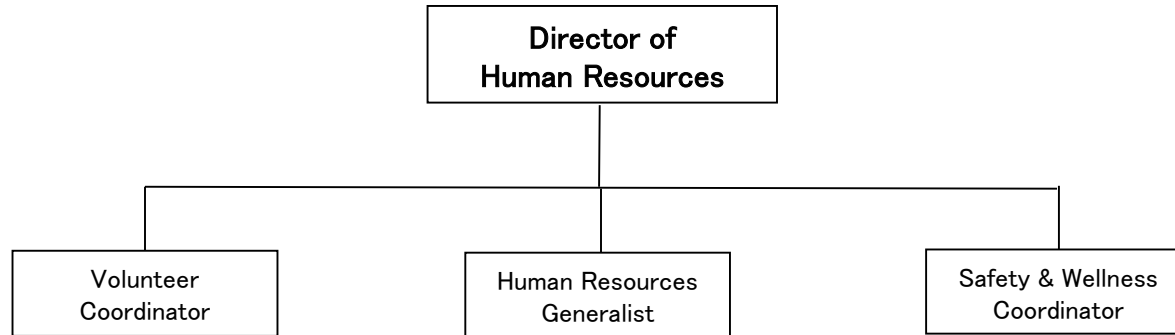 Director of
Human Resources
Volunteer
Coordinator
Human Resources
Generalist
Safety & Wellness
Coordinator